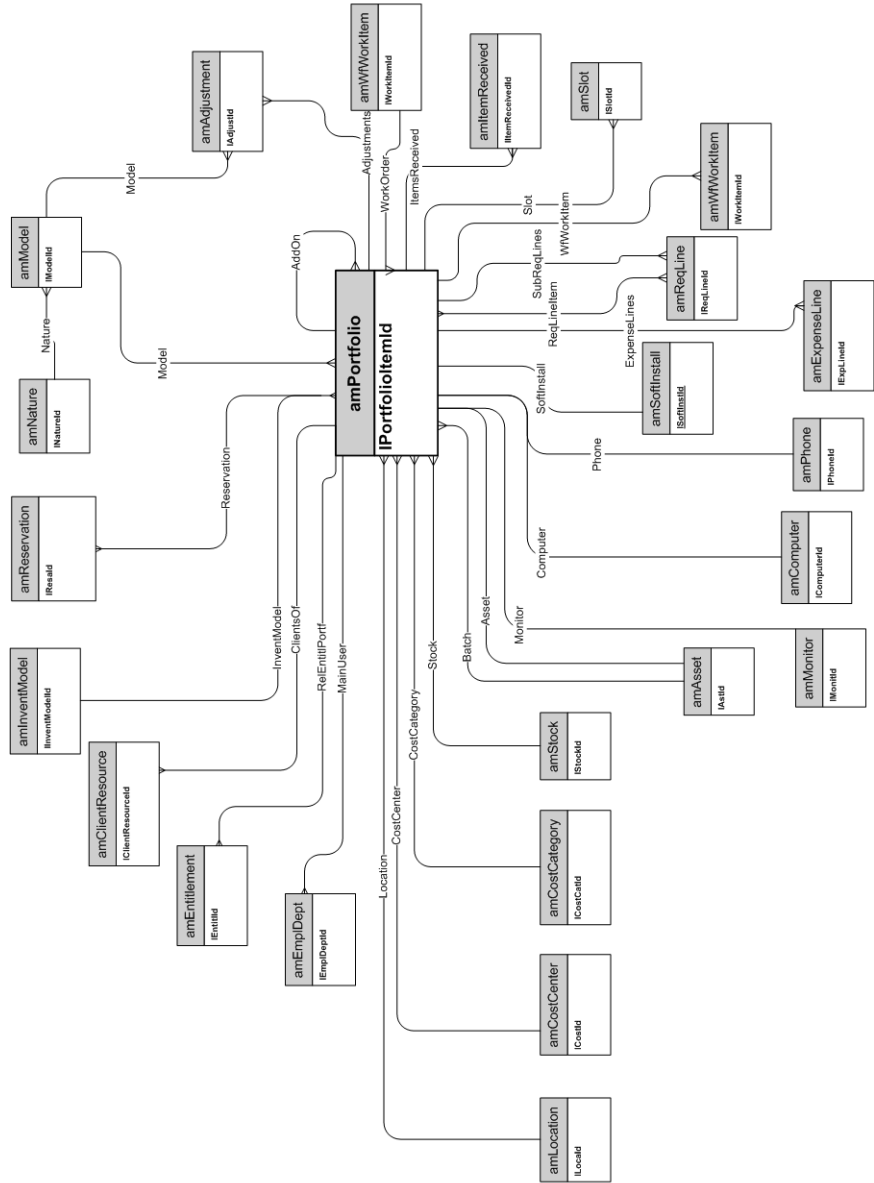 amNature
lNatureId
Nature
amModel
lModelId
Model
amAdjustment
lAdjustId
Model
Adjustments
amWfWorkItem
lWorkItemId
WorkOrder
AddOn
amItemReceived
lItemReceivedId
ItemsReceived
amSlot
lSlotId
Slot
amWfWorkItem
lWorkItemId
WfWorkItem
SubReqLines
amReqLine
lReqLineId
ReqLineItem
amExpenseLine
lExpLineId
ExpenseLines
amSoftInstall
lSoftInstId
SoftInstall
amPhone
lPhoneId
Phone
amComputer
lComputerId
Computer
amMonitor
lMonitId
Monitor
amAsset
lAstId
Asset
Batch
amStock
lStockId
Stock
amCostCategory
lCostCatId
CostCategory
amCostCenter
lCostId
CostCenter
amLocation
lLocaId
Location
amEmplDept
lEmplDeptId
MainUser
amEntitlement
lEntitlId
RelEntitlPortf
amClientResource
lClientResourceId
ClientsOf
amInventModel
lInventModelId
InventModel
amReservation
lResaId
Reservation
amPortfolio
lPortfolioItemId